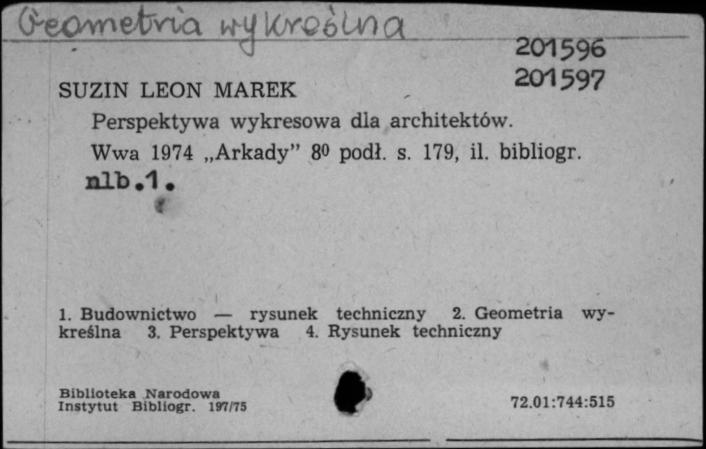 Geometria wykreślna
201596
201597
SUZIN LEON MAREK
Perspektywa wykresowa dla architektów.
Wwa 1974 „Arkady” 8⁰ podł. s. 179, il. bibliogr.
nlb.1.
1. Budownictwo — rysunek techniczny 2. Geometria wy-
kreślna 3. Perspektywa 4. Rysunek techniczny
Biblioteka Narodowa
Instytut Bibliogr. 197/75
72.01:744:515